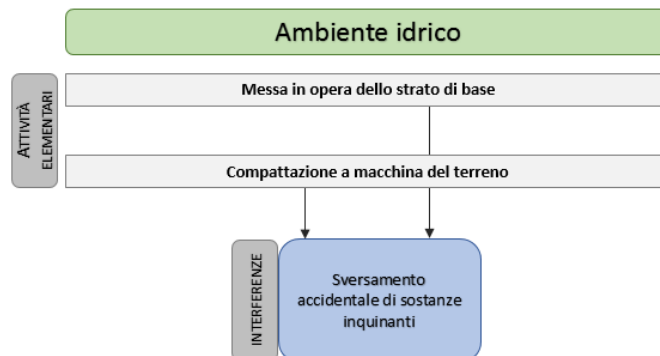 Ambiente idrico
ATTIVITÀ
ELEMENTARI
Messa in opera dello strato di base
Compattazione a macchina del terreno
INTERFERENZE
Sversamento
accidentale di sostanze
inquinanti